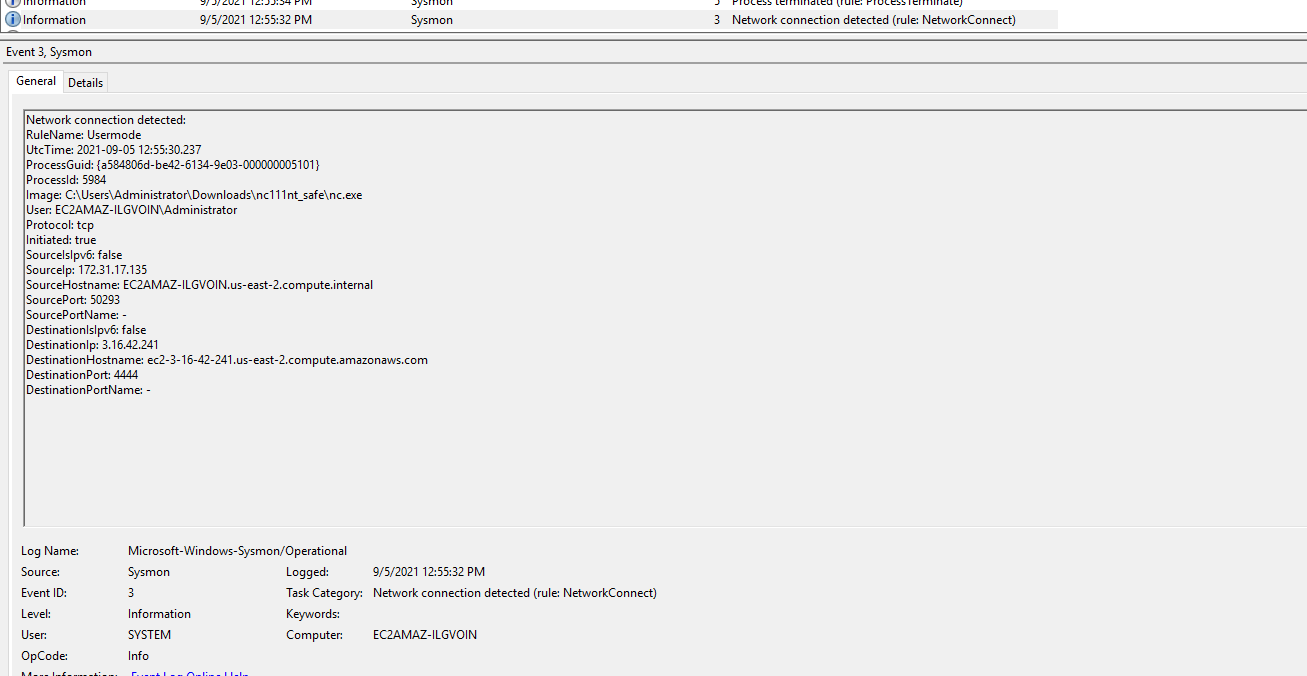 Information 9/5/2021 12:55:34 PM Sysmon 5 Process terminated (rule: ProcessTerminate)
Information 9/5/2021 12:55:32 PM Sysmon 3 Network connection detected (rule: NetworkConnect)
Event 3, Sysmon
General Details
Network connection detected:
RuleName: Usermode
UtcTime: 2021-09-05 12:55:30.237
ProcessGuid: {a584806d-be42-6134-9e03-000000005101}
ProcessId: 5984
Image: C:\Users\Administrator\Downloads\nc111nt_safe\nc.exe
User: EC2AMAZ-ILGVOIN\Administrator
Protocol: tcp
Initiated: true
SourceIsIpv6: false
SourceIp: 172.31.17.135
SourceHostname: EC2AMAZ-ILGVOIN.us-east-2.compute.internal
SourcePort: 50293
SourcePortName: -
DestinationIsIpv6: false
DestinationIp: 3.16.42.241
DestinationHostname: ec2-3-16-42-241.us-east-2.compute.amazonaws.com
DestinationPort: 4444
DestinationPortName: -
Log Name: Microsoft-Windows-Sysmon/Operational
Source: Sysmon Logged: 9/5/2021 12:55:32 PM
Event ID: 3 Task Category: Network connection detected (rule: NetworkConnect)
Level: Information Keywords:
User: SYSTEM Computer: EC2AMAZ-ILGVOIN
OpCode: Info
More Information: Event Log Online Help